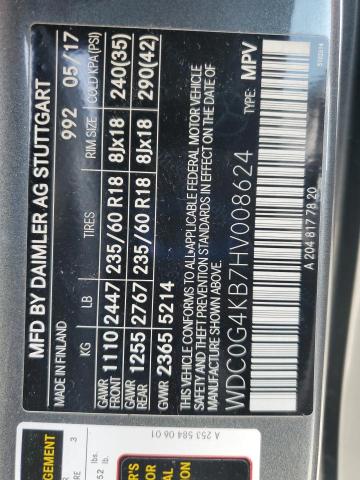 MFD BY DAIMLER AG STUTTGART
MADE IN FINLAND 992 05/17
KG LB TIRES RIM SIZE COLD KPA(PSI)
GAWR FRONT 1110 2447 235/60 R18 8Jx18 240(35)
GAWR REAR 1255 2767 235/60 R18 8Jx18 290(42)
GVWR 2365 5214
THIS VEHICLE CONFORMS TO ALL APPLICABLE FEDERAL MOTOR VEHICLE
SAFETY AND THEFT PREVENTION STANDARDS IN EFFECT ON THE DATE OF
MANUFACTURE SHOWN ABOVE.
WDC0G4KB7HV008624 TYPE: MPV
A 204 817 78 20
A 253 584 06 01
3
lbs.